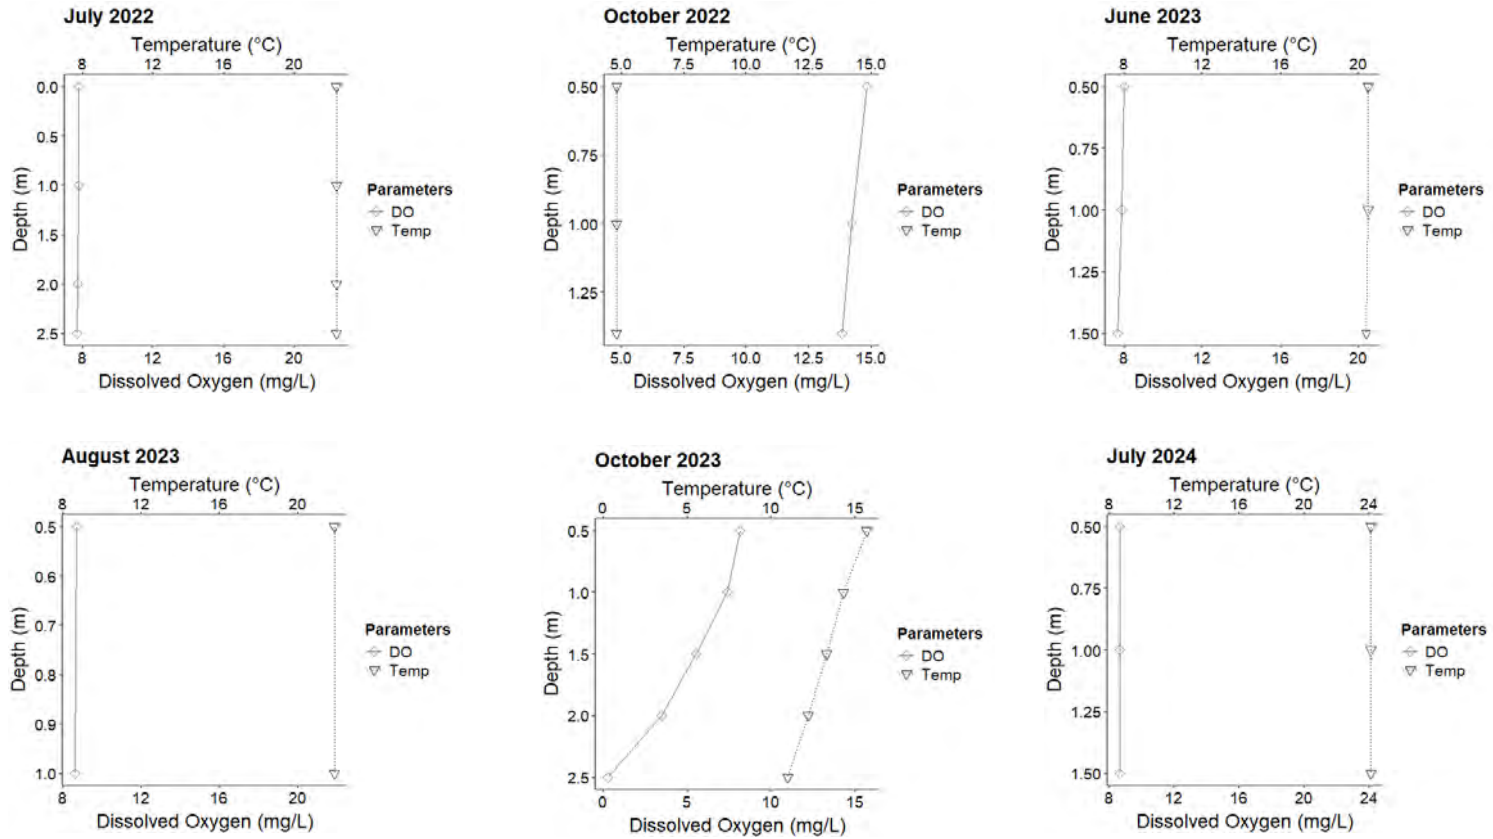 July 2022
Temperature (°C)
8 12 16 20
0.0
0.5
1.0
1.5
2.0
2.5
Depth (m)
8 12 16 20
Dissolved Oxygen (mg/L)
Parameters
DO
Temp
October 2022
Temperature (°C)
5.0 7.5 10.0 12.5 15.0
0.50
0.75
1.00
1.25
Depth (m)
5.0 7.5 10.0 12.5 15.0
Dissolved Oxygen (mg/L)
Parameters
DO
Temp
June 2023
Temperature (°C)
8 12 16 20
0.50
0.75
1.00
1.25
1.50
Depth (m)
8 12 16 20
Dissolved Oxygen (mg/L)
Parameters
DO
Temp
August 2023
Temperature (°C)
8 12 16 20
0.5
0.6
0.7
0.8
0.9
1.0
Depth (m)
8 12 16 20
Dissolved Oxygen (mg/L)
Parameters
DO
Temp
October 2023
Temperature (°C)
0 5 10 15
0.5
1.0
1.5
2.0
2.5
Depth (m)
0 5 10 15
Dissolved Oxygen (mg/L)
Parameters
DO
Temp
July 2024
Temperature (°C)
8 12 16 20 24
0.50
0.75
1.00
1.25
1.50
Depth (m)
8 12 16 20 24
Dissolved Oxygen (mg/L)
Parameters
DO
Temp